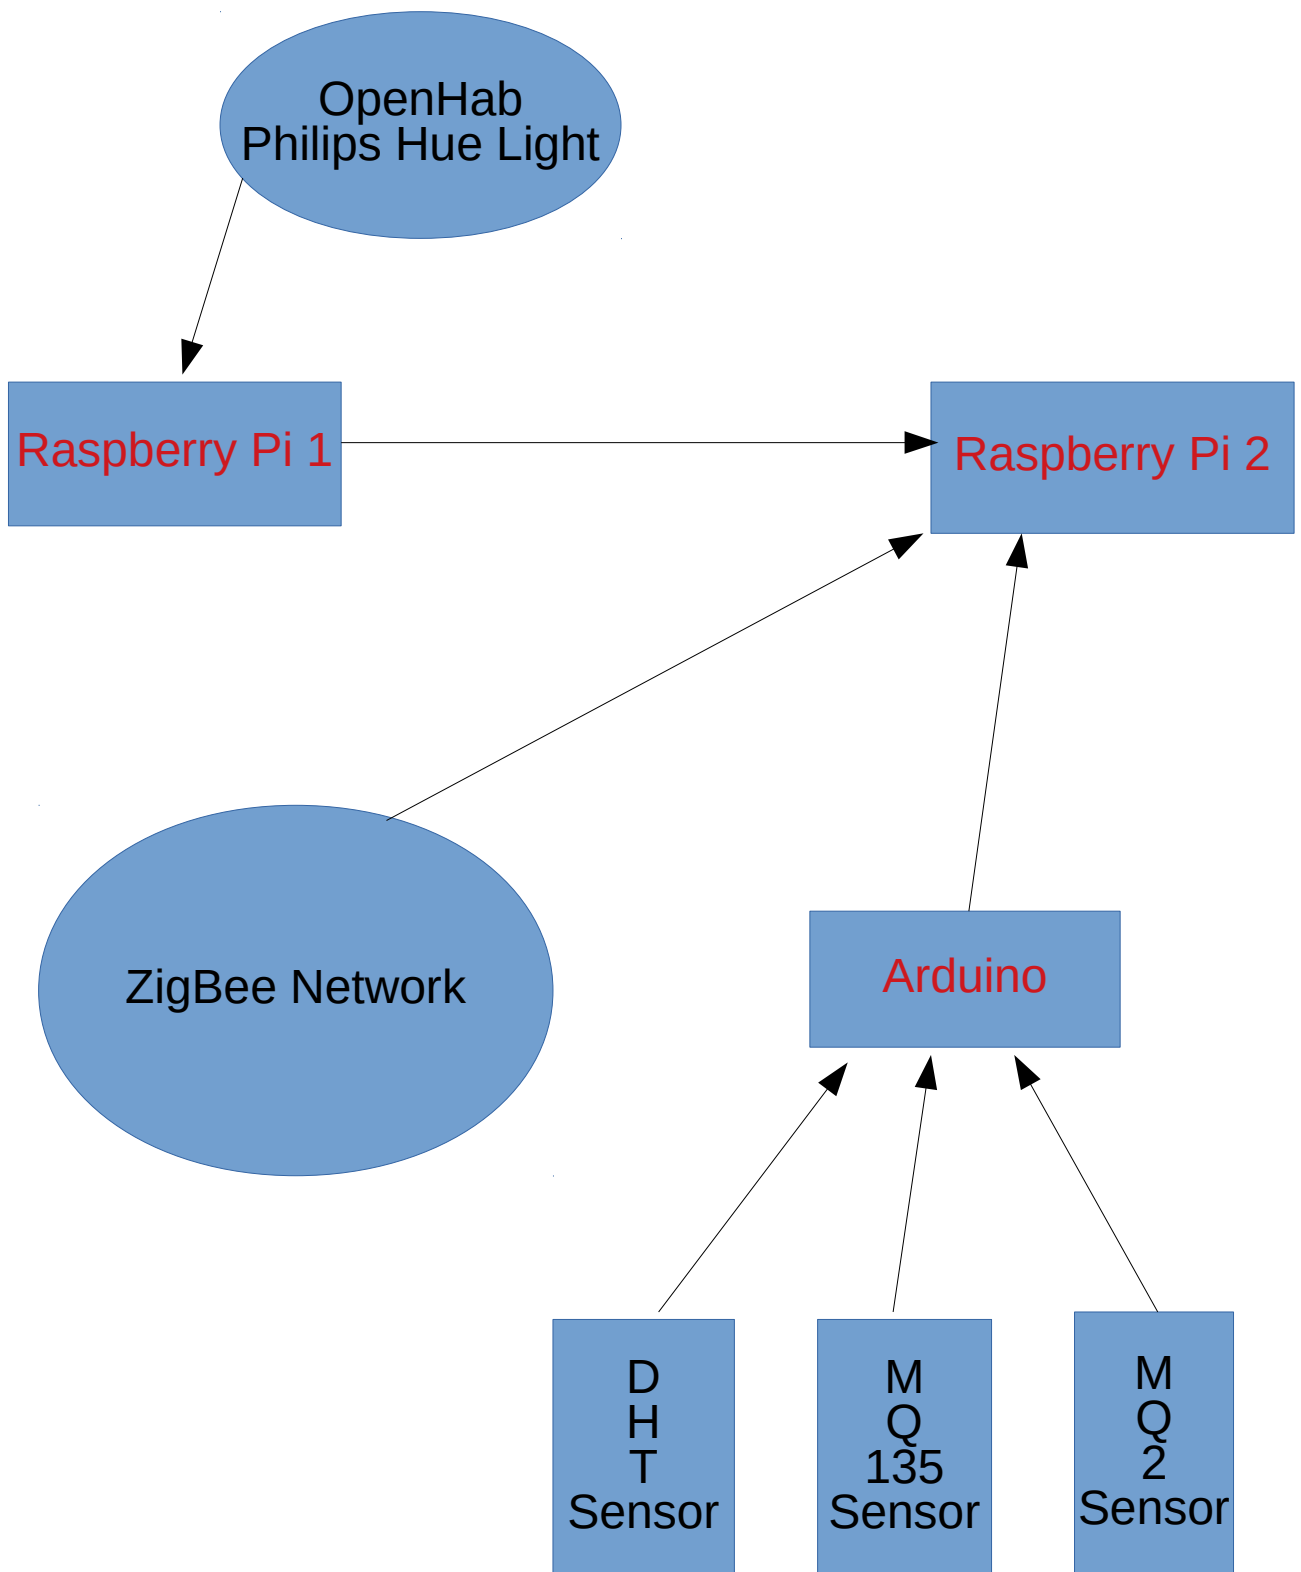 OpenHab
Philips Hue Light
Raspberry Pi 1
Raspberry Pi 2
ZigBee Network
Arduino
D
H
T
Sensor
M
Q
135
Sensor
M
Q
2
Sensor